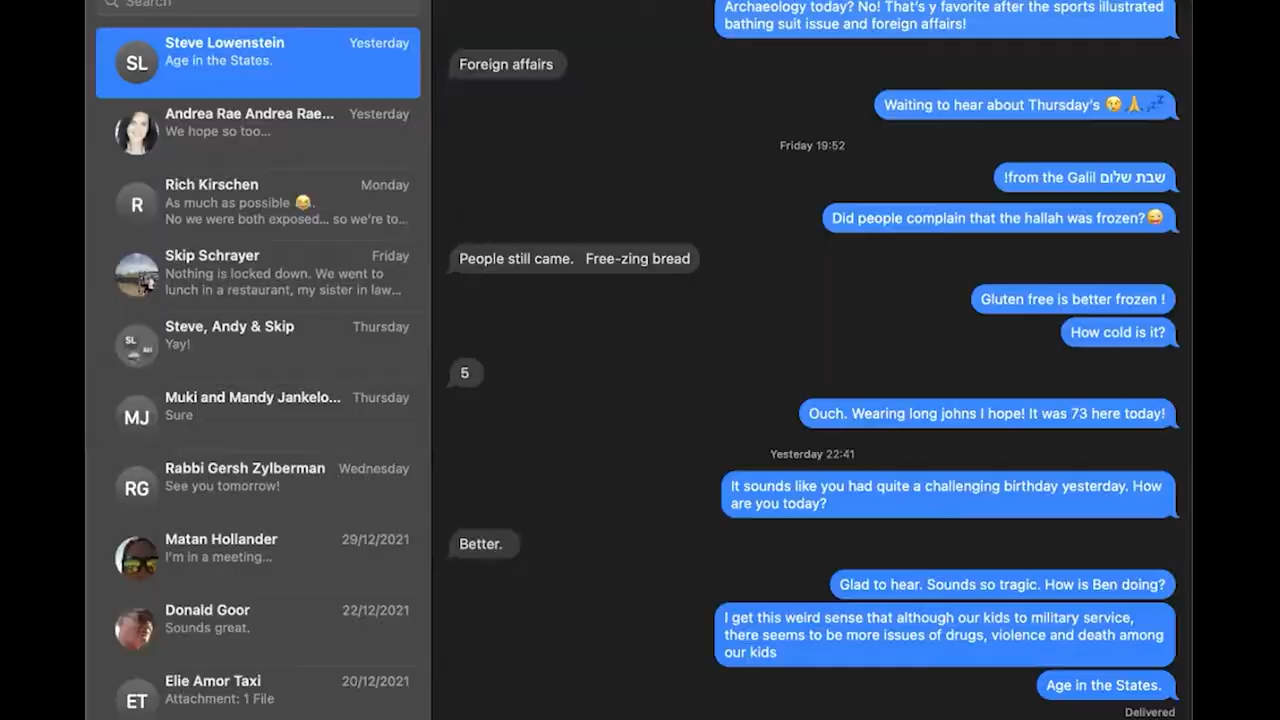 Search
Steve Lowenstein
Yesterday
Age in the States.
SL
Andrea Rae Andrea Rae...
Yesterday
We hope so too...
Rich Kirschen
Monday
R
As much as possible 😂.
No we were both exposed... so we're to...
Skip Schrayer
Friday
Nothing is locked down. We went to
lunch in a restaurant, my sister in law...
Steve, Andy & Skip
Thursday
SL
Yay!
Muki and Mandy Jankelo...
Thursday
MJ
Sure
Rabbi Gersh Zylberman
Wednesday
RG
See you tomorrow!
Matan Hollander
29/12/2021
I'm in a meeting...
Donald Goor
22/12/2021
Sounds great.
Elie Amor Taxi
20/12/2021
ET
Attachment: 1 File
Archaeology today? No! That's y favorite after the sports illustrated
bathing suit issue and foreign affairs!
Foreign affairs
Waiting to hear about Thursday's 😢🙏💤
Friday 19:52
!from the Galil שבת שלום
Did people complain that the hallah was frozen?😜
People still came. Free-zing bread
Gluten free is better frozen !
How cold is it?
5
Ouch. Wearing long johns I hope! It was 73 here today!
Yesterday 22:41
It sounds like you had quite a challenging birthday yesterday. How
are you today?
Better.
Glad to hear. Sounds so tragic. How is Ben doing?
I get this weird sense that although our kids to military service,
there seems to be more issues of drugs, violence and death among
our kids
Age in the States.
Delivered